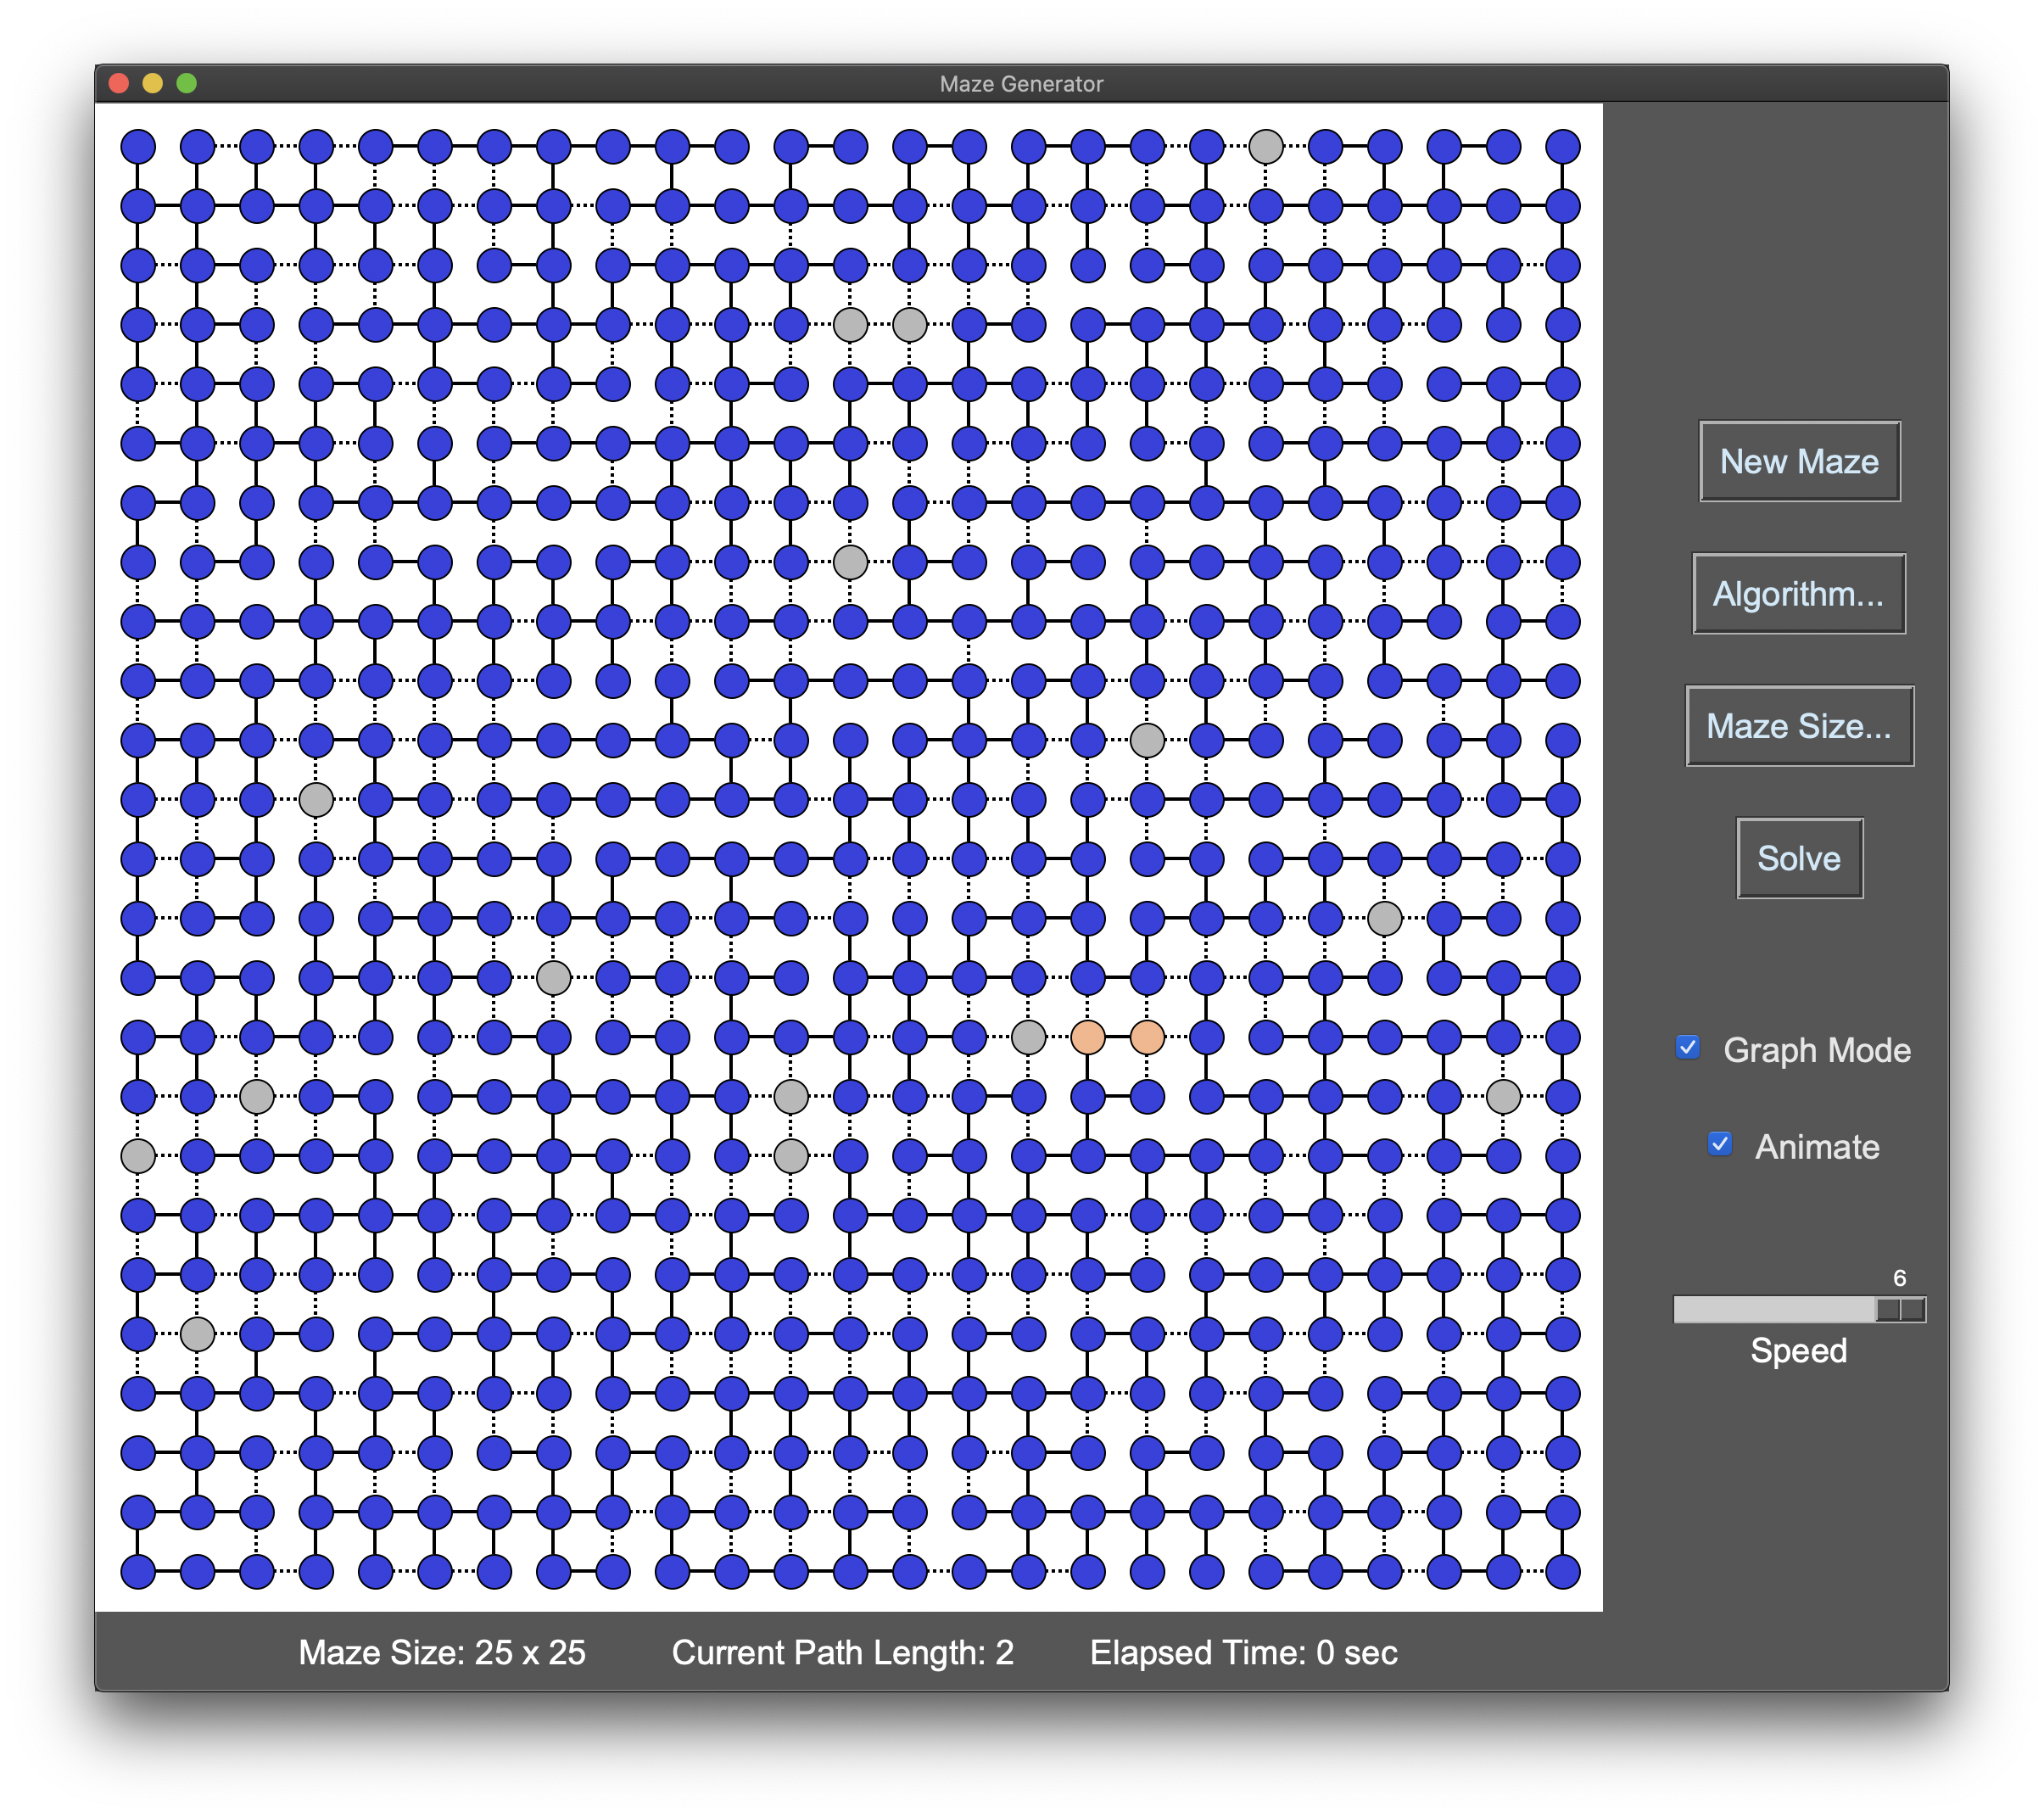 Maze Generator
New Maze
Algorithm...
Maze Size...
Solve
Graph Mode
Animate
6
Speed
Maze Size: 25 x 25 Current Path Length: 2 Elapsed Time: 0 sec